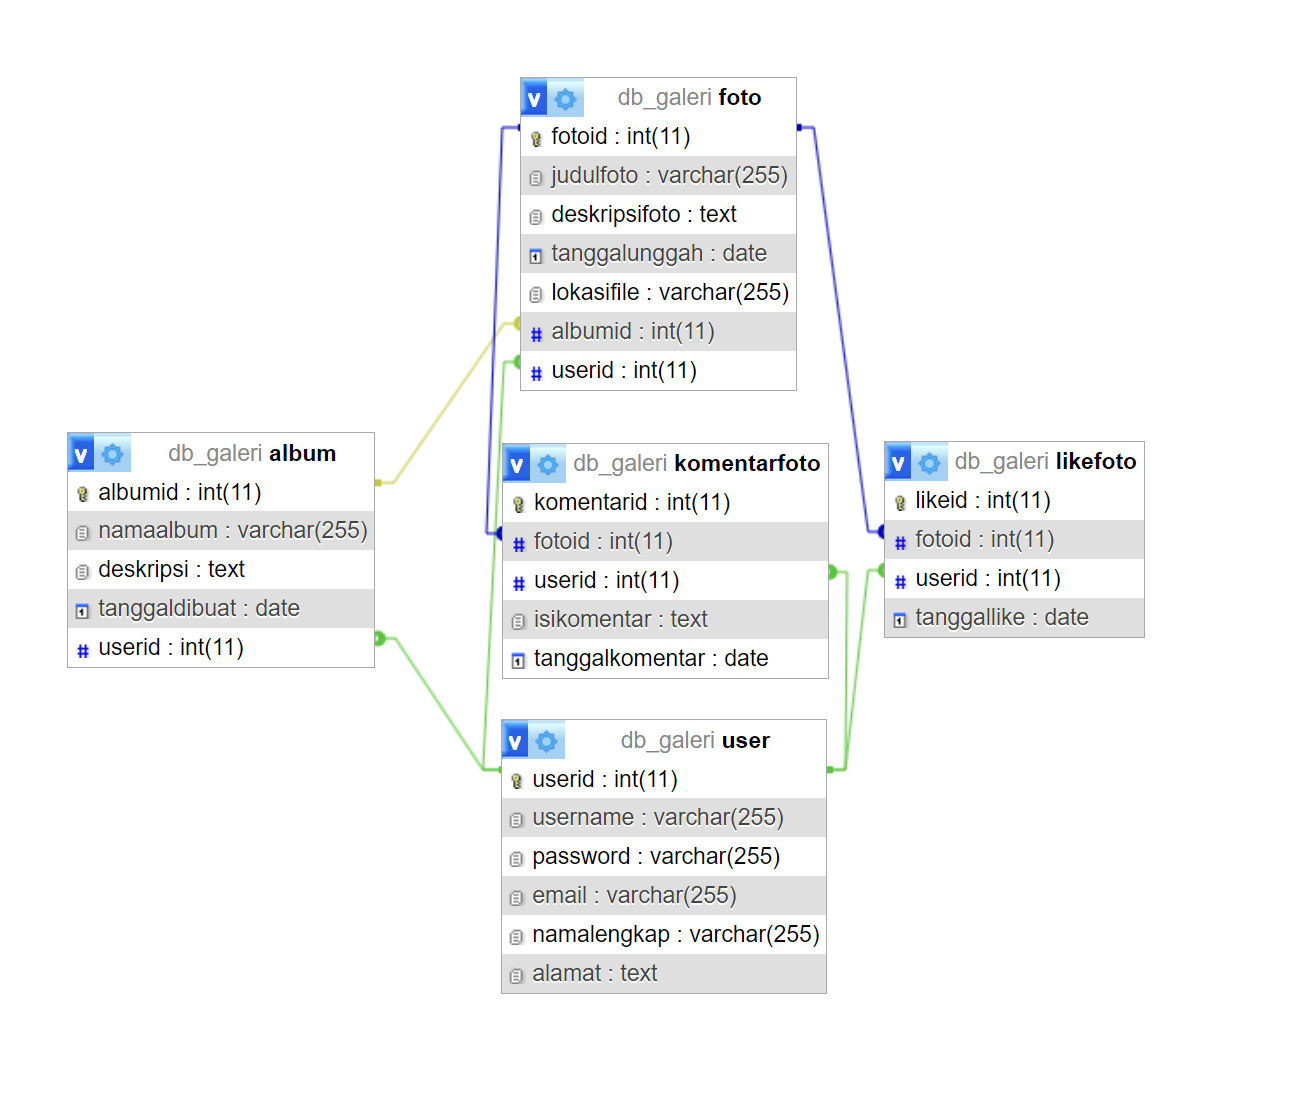 v db_galeri foto
fotoid : int(11)
judulfoto : varchar(255)
deskripsifoto : text
tanggalunggah : date
lokasifile : varchar(255)
# albumid : int(11)
# userid : int(11)
v db_galeri album
albumid : int(11)
namaalbum : varchar(255)
deskripsi : text
tanggaldibuat : date
# userid : int(11)
v db_galeri komentarfoto
komentarid : int(11)
# fotoid : int(11)
# userid : int(11)
isikomentar : text
tanggalkomentar : date
v db_galeri likefoto
likeid : int(11)
# fotoid : int(11)
# userid : int(11)
tanggallike : date
v db_galeri user
userid : int(11)
username : varchar(255)
password : varchar(255)
email : varchar(255)
namalengkap : varchar(255)
alamat : text